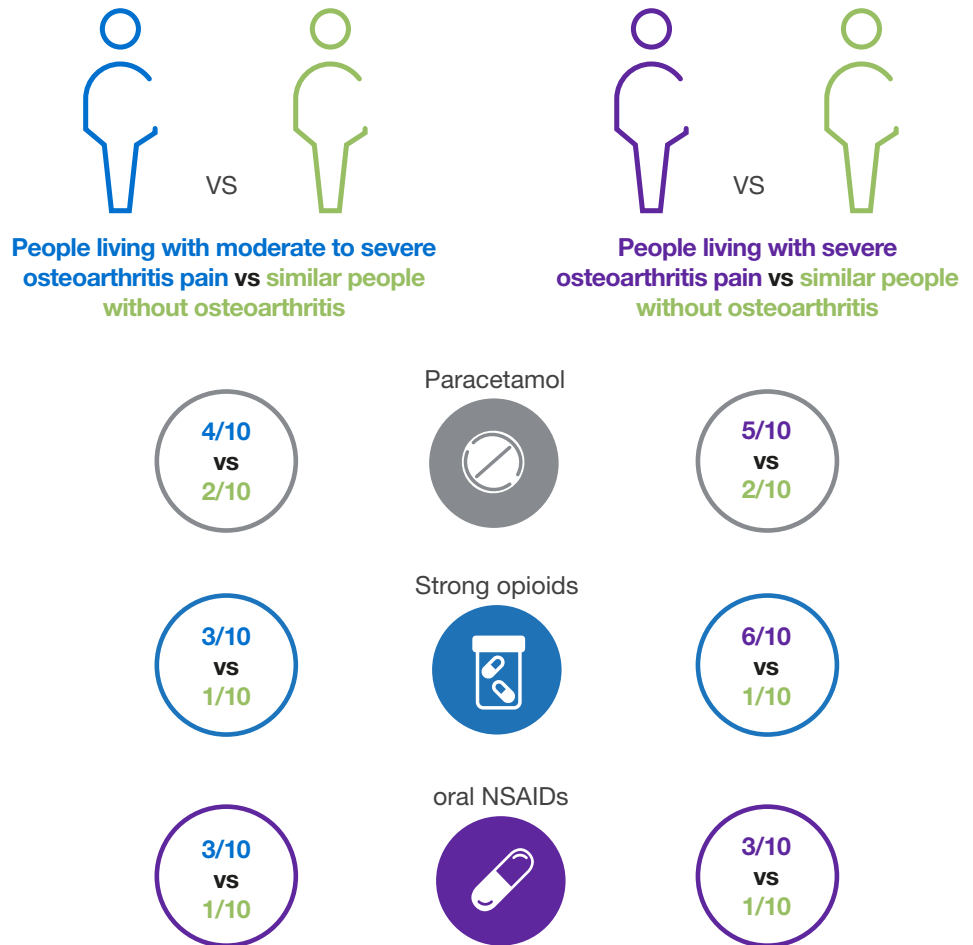 VS
VS
People living with moderate to severe
osteoarthritis pain vs similar people
without osteoarthritis
People living with severe
osteoarthritis pain vs similar people
without osteoarthritis
Paracetamol
4/10
vs
2/10
5/10
vs
2/10
Strong opioids
3/10
vs
1/10
6/10
vs
1/10
oral NSAIDs
3/10
vs
1/10
3/10
vs
1/10